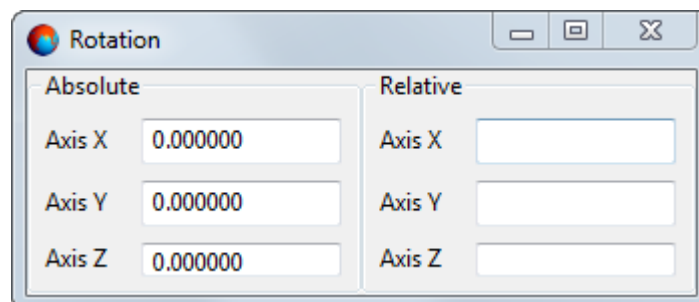 Rotation
Absolute
Axis X 0.000000
Axis Y 0.000000
Axis Z 0.000000
Relative
Axis X
Axis Y
Axis Z